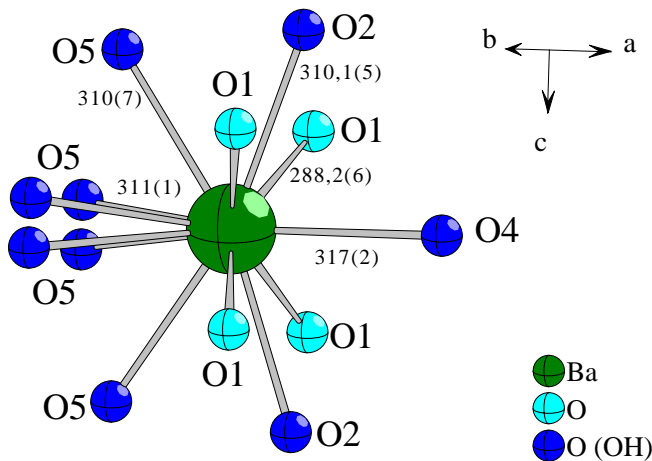 O2
O5
b
a
310,1(5)
310(7)
O1
O1
c
O5
288,2(6)
311(1)
O4
317(2)
O5
O1
O1
Ba
O5
O2
O
O (OH)